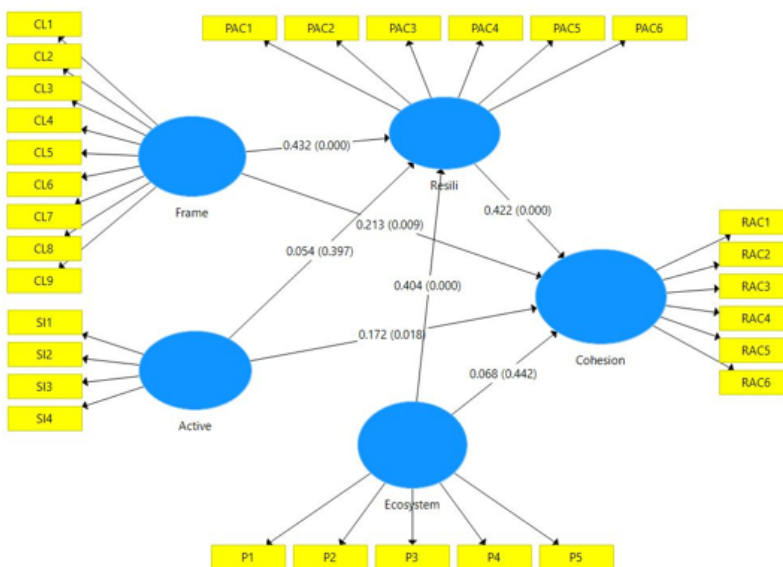 CL1
CL2
CL3
CL4
CL5
CL6
CL7
CL8
CL9
Frame
PAC1 PAC2 PAC3 PAC4 PAC5 PAC6
Resili
0.432 (0.000)
0.213 (0.009)
0.422 (0.000)
0.054 (0.397)
0.404 (0.000)
0.172 (0.018)
0.068 (0.442)
SI1
SI2
SI3
SI4
Active
RAC1
RAC2
RAC3
RAC4
RAC5
RAC6
Cohesion
Ecosystem
P1 P2 P3 P4 P5